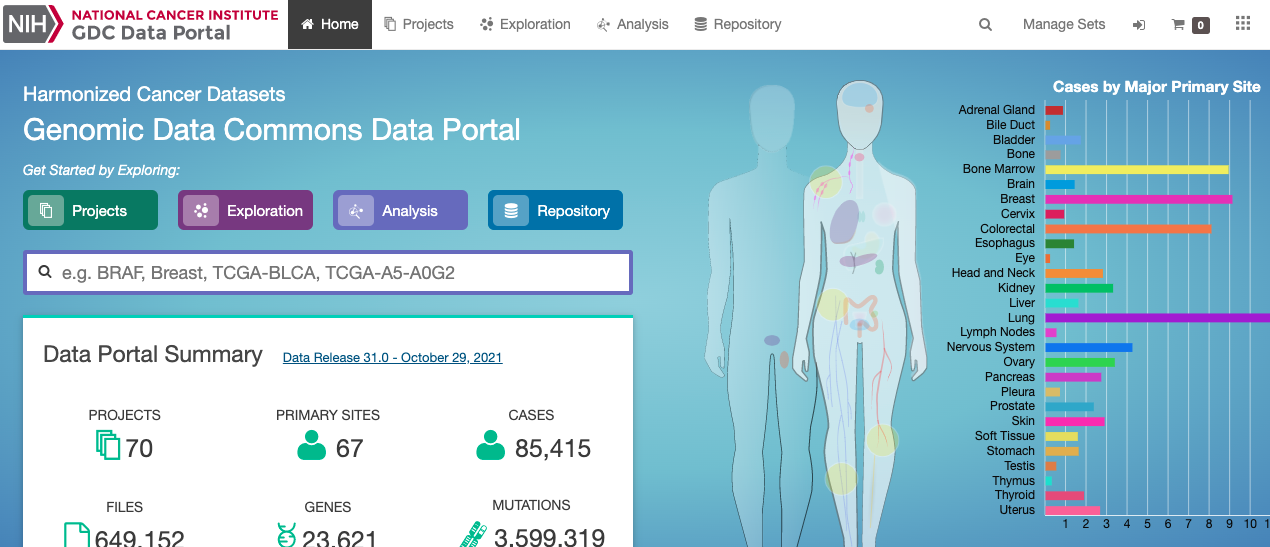 NIH NATIONAL CANCER INSTITUTE
GDC Data Portal
Home
Projects
Exploration
Analysis
Repository
Manage Sets
0
Harmonized Cancer Datasets
Genomic Data Commons Data Portal
Get Started by Exploring:
Projects
Exploration
Analysis
Repository
e.g. BRAF, Breast, TCGA-BLCA, TCGA-A5-A0G2
Data Portal Summary
Data Release 31.0 - October 29, 2021
PROJECTS
70
PRIMARY SITES
67
CASES
85,415
FILES
649,152
GENES
23,621
MUTATIONS
3,599,319
Cases by Major Primary Site
Adrenal Gland
Bile Duct
Bladder
Bone
Bone Marrow
Brain
Breast
Cervix
Colorectal
Esophagus
Eye
Head and Neck
Kidney
Liver
Lung
Lymph Nodes
Nervous System
Ovary
Pancreas
Pleura
Prostate
Skin
Soft Tissue
Stomach
Testis
Thymus
Thyroid
Uterus
1 2 3 4 5 6 7 8 9 10